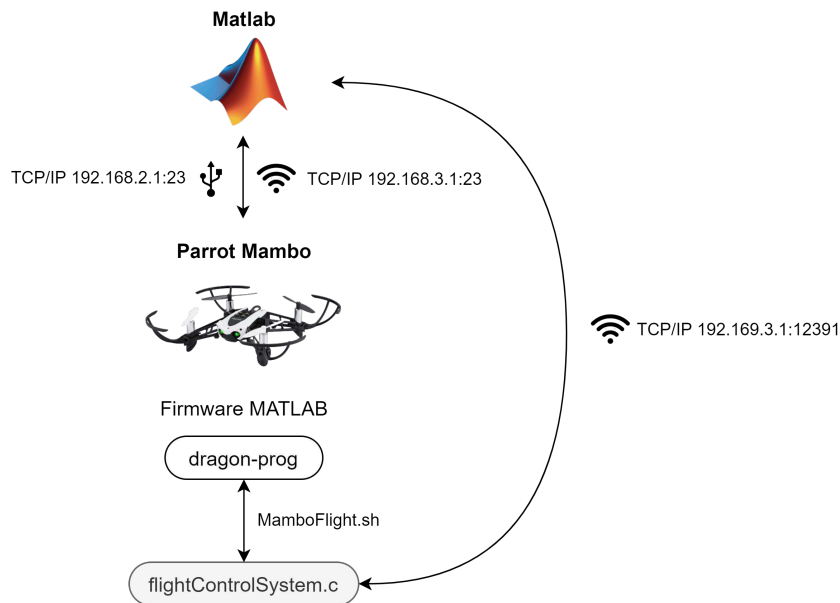 Matlab
TCP/IP 192.168.2.1:23
TCP/IP 192.168.3.1:23
Parrot Mambo
TCP/IP 192.169.3.1:12391
Firmware MATLAB
dragon-prog
MamboFlight.sh
flightControlSystem.c